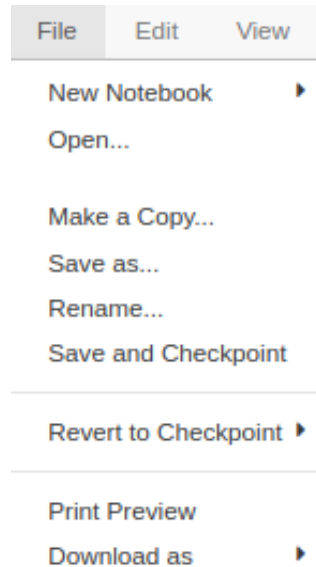 File Edit View
New Notebook
Open...
Make a Copy...
Save as...
Rename...
Save and Checkpoint
Revert to Checkpoint
Print Preview
Download as